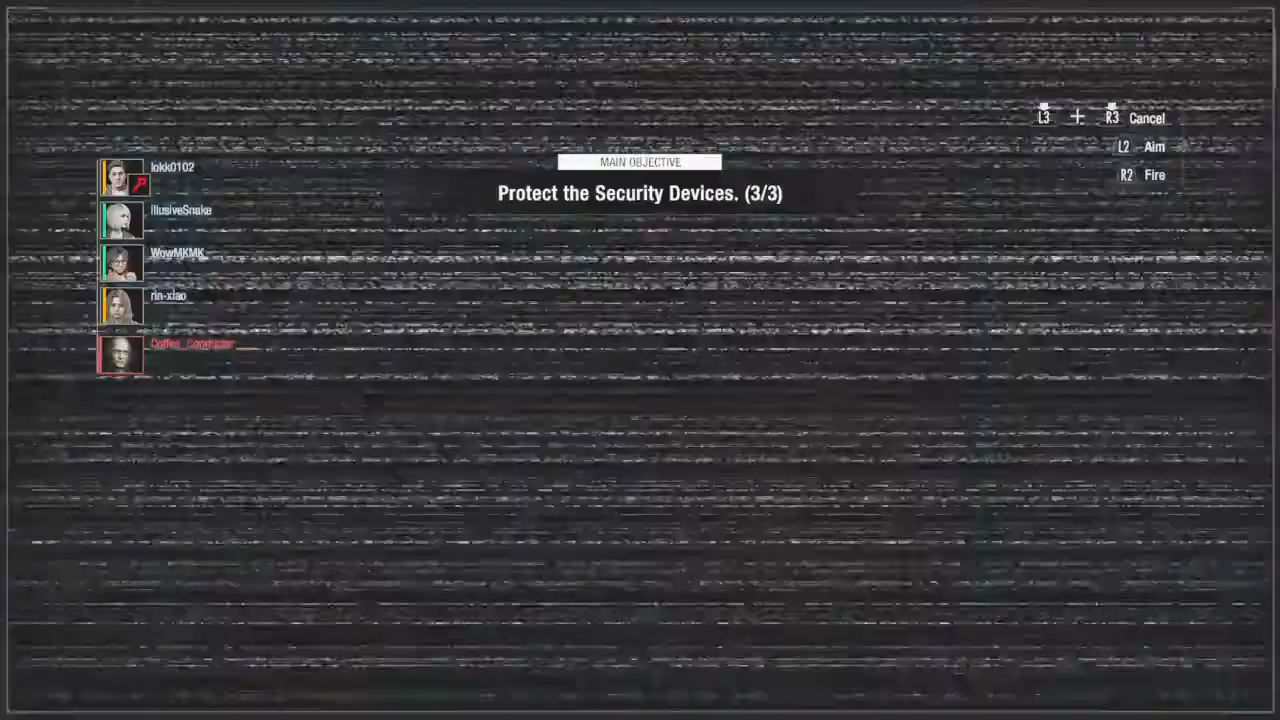 L3 + R3 Cancel
L2 Aim
R2 Fire
MAIN OBJECTIVE
Protect the Security Devices. (3/3)
lokk0102
illusiveSnake
WowMKMK
rin-xiao
Coffee_Conductor